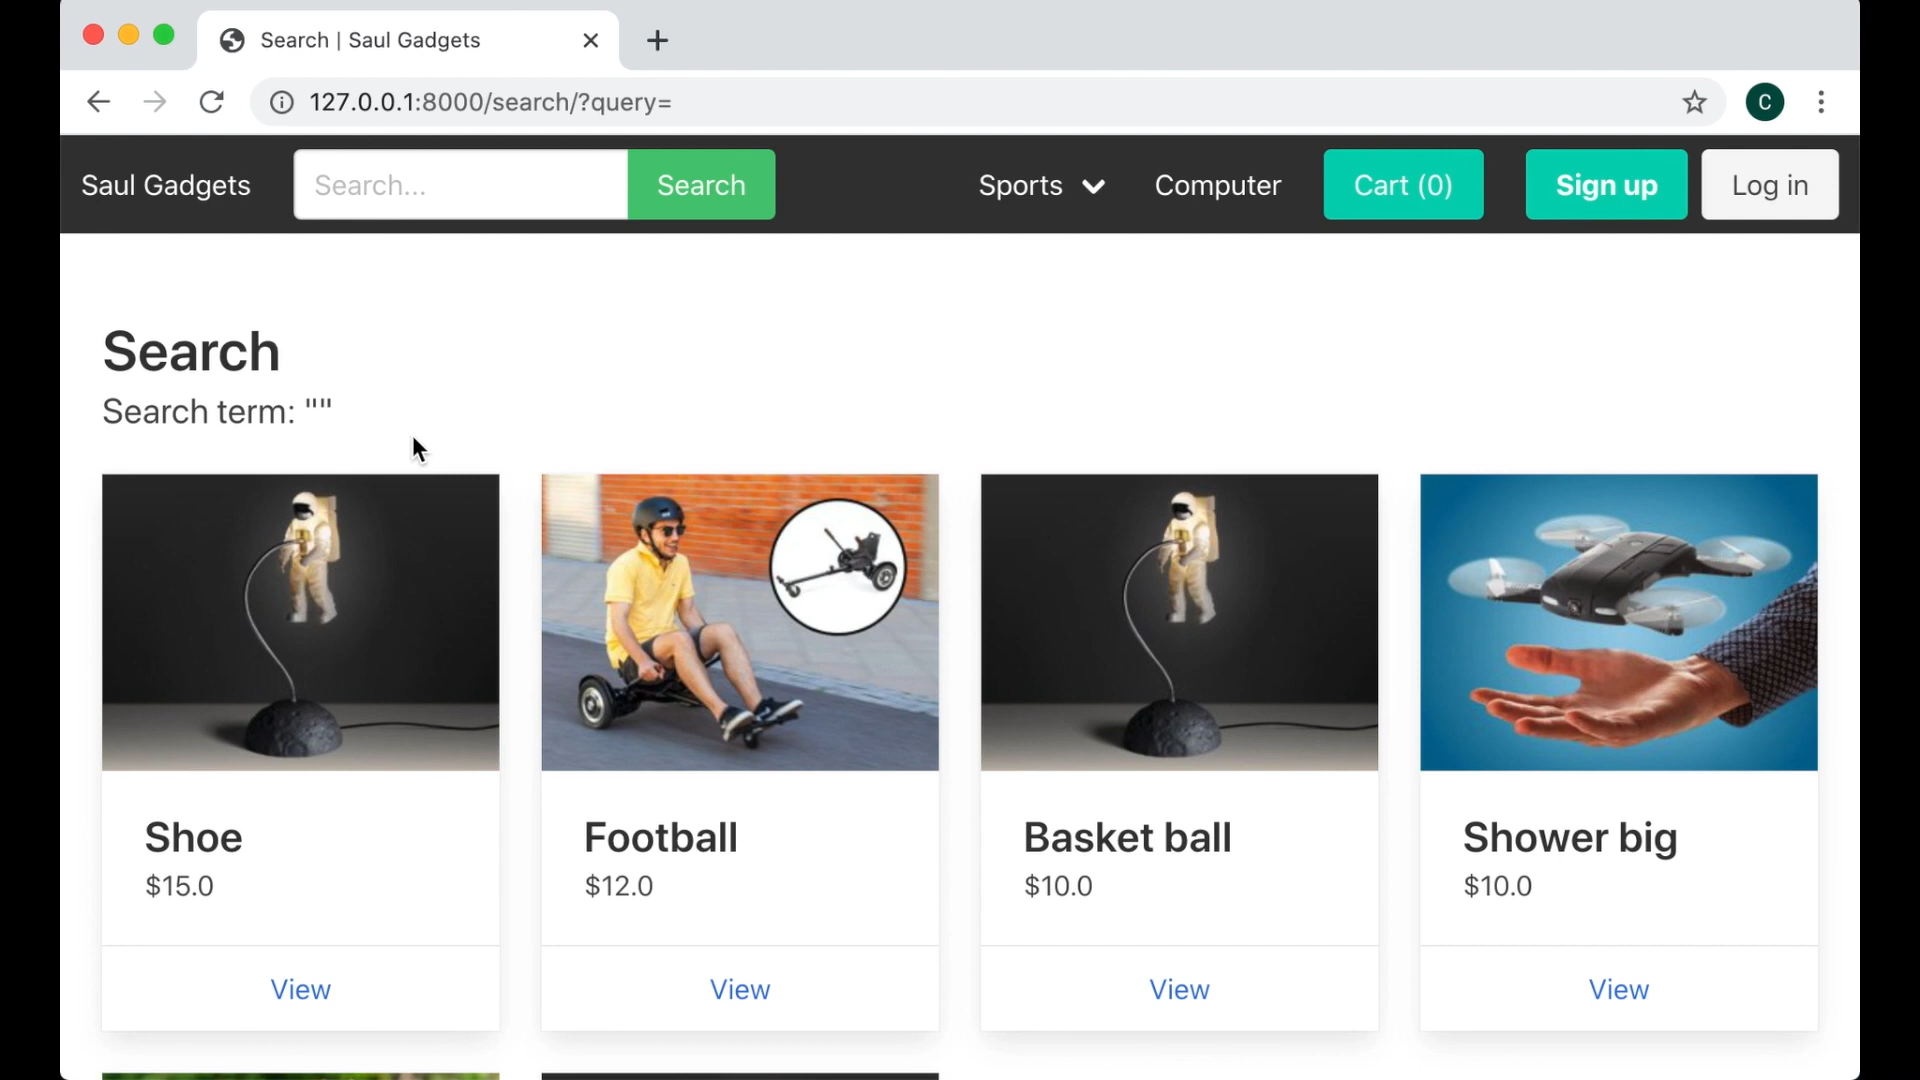 Search | Saul Gadgets
127.0.0.1:8000/search/?query=
C
Saul Gadgets Search... Search Sports Computer Cart (0) Sign up Log in
Search
Search term: ""
Shoe
$15.0
View
Football
$12.0
View
Basket ball
$10.0
View
Shower big
$10.0
View